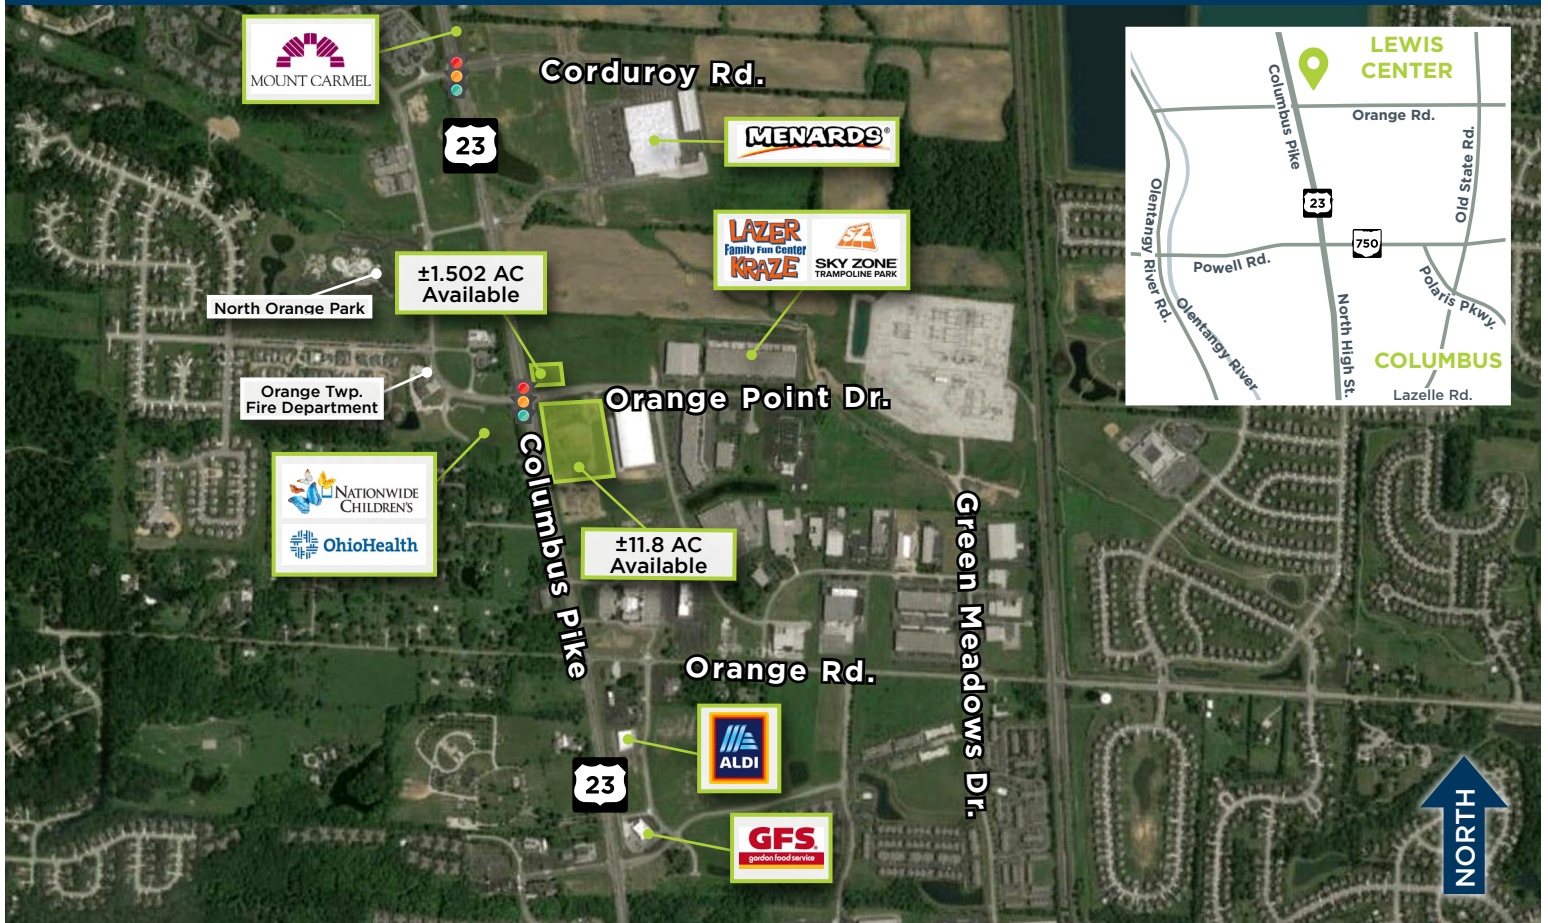 MOUNT CARMEL
Corduroy Rd.
23
MENARDS®
LAZER
Family Fun Center
KRAZE
SZ
SKY ZONE
TRAMPOLINE PARK
±1.502 AC
Available
North Orange Park
Orange Twp.
Fire Department
Orange Point Dr.
NATIONWIDE
CHILDREN'S
OhioHealth
Columbus Pike
±11.8 AC
Available
Green Meadows Dr.
Orange Rd.
ALDI
23
GFS
gordon food service
NORTH
LEWIS
CENTER
Columbus Pike
Orange Rd.
Old State Rd.
Olentangy River Rd.
23
750
Powell Rd.
Polaris Pkwy.
Olentangy River
North High St.
COLUMBUS
Lazelle Rd.